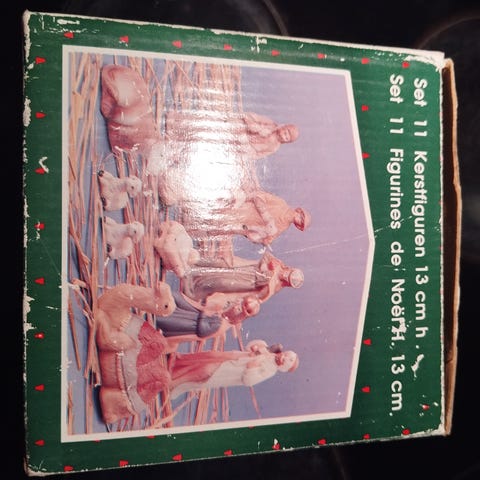 Set 11 Kerstfiguren 13 cm h.
Set 11 Figurines de Noël H. 13 cm.